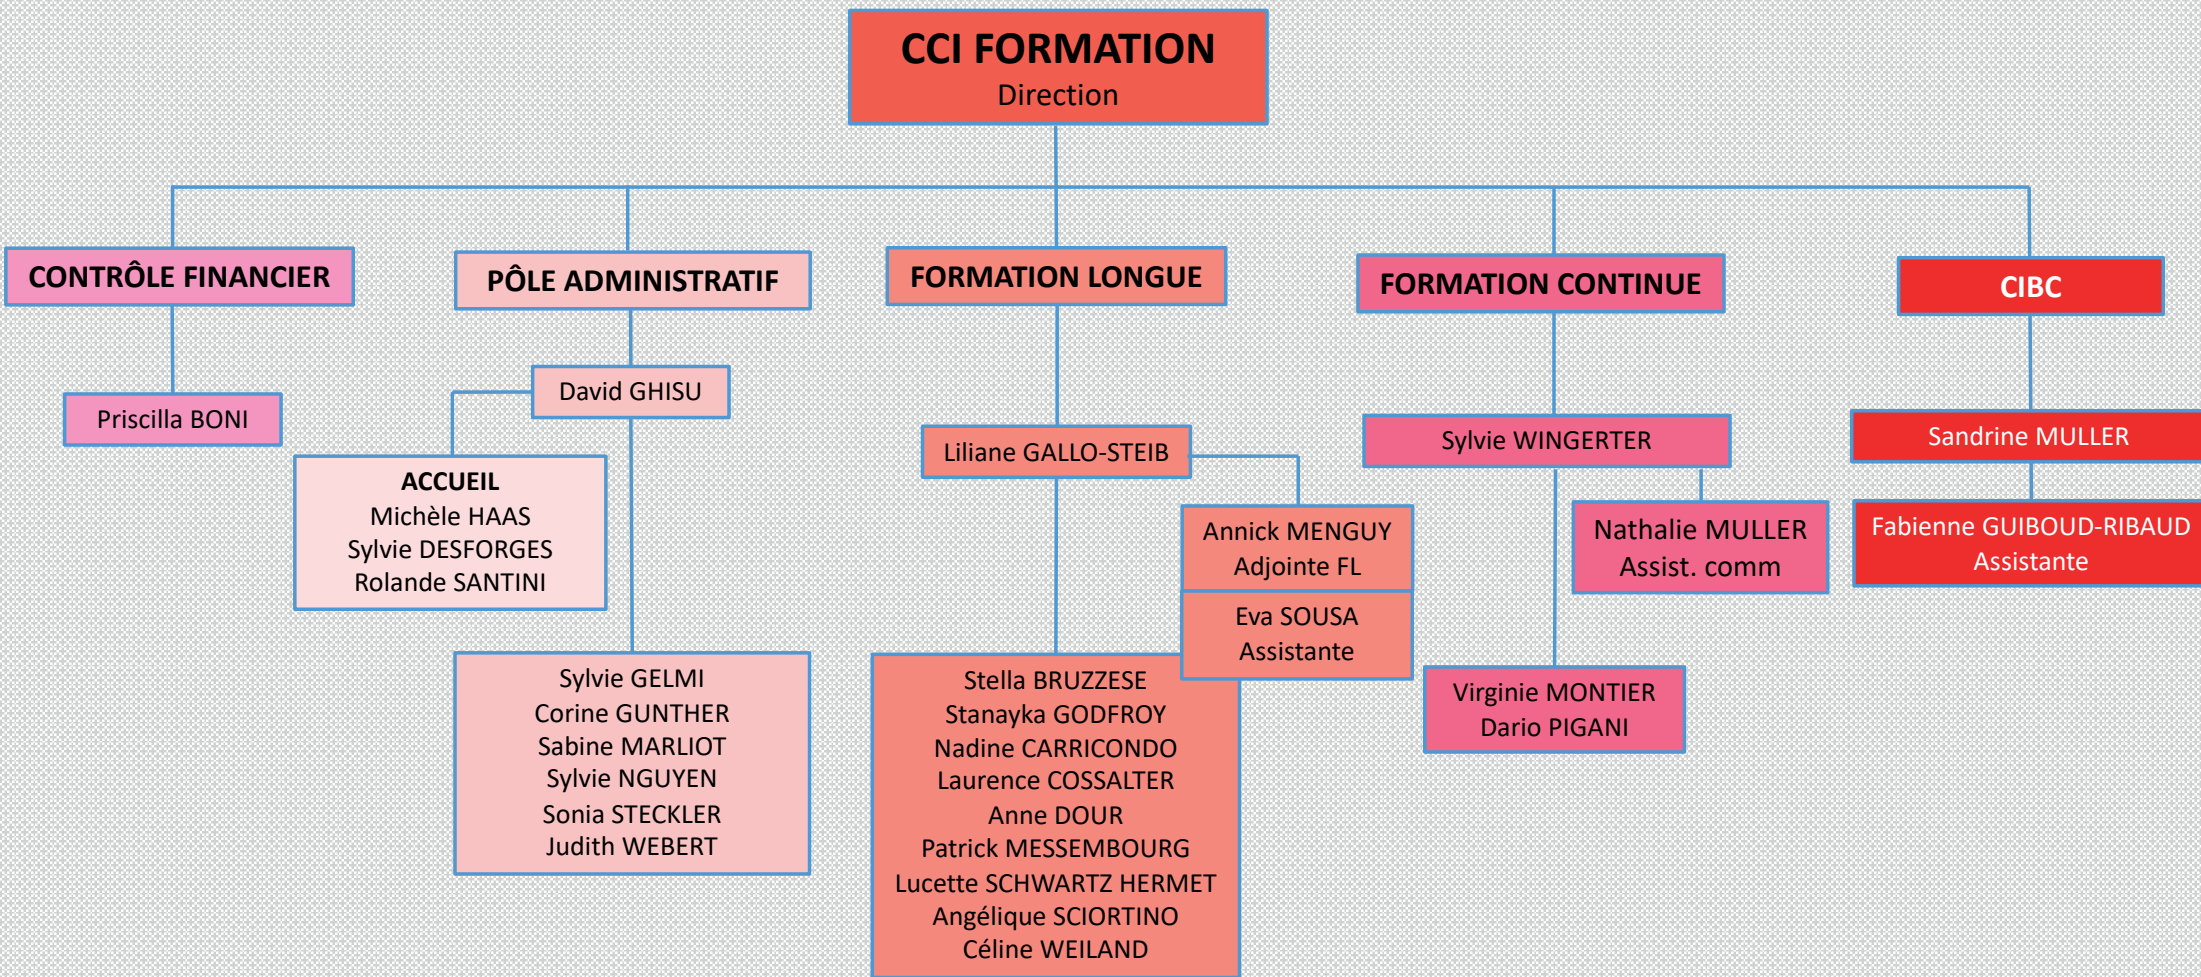 CCI FORMATION
Direction
CONTRÔLE FINANCIER
Priscilla BONI
PÔLE ADMINISTRATIF
David GHISU
ACCUEIL
Michèle HAAS
Sylvie DESFORGES
Rolande SANTINI
Sylvie GELMI
Corine GUNTHER
Sabine MARLIOT
Sylvie NGUYEN
Sonia STECKLER
Judith WEBERT
FORMATION LONGUE
Liliane GALLO-STEIB
Annick MENGUY
Adjointe FL
Eva SOUSA
Assistante
Stella BRUZZESE
Stanayka GODFROY
Nadine CARRICONDO
Laurence COSSALTER
Anne DOUR
Patrick MESSEMBOURG
Lucette SCHWARTZ HERMET
Angélique SCIORTINO
Céline WEILAND
FORMATION CONTINUE
Sylvie WINGERTER
Nathalie MULLER
Assist. comm
Virginie MONTIER
Dario PIGANI
CIBC
Sandrine MULLER
Fabienne GUIBOUD-RIBAUD
Assistante